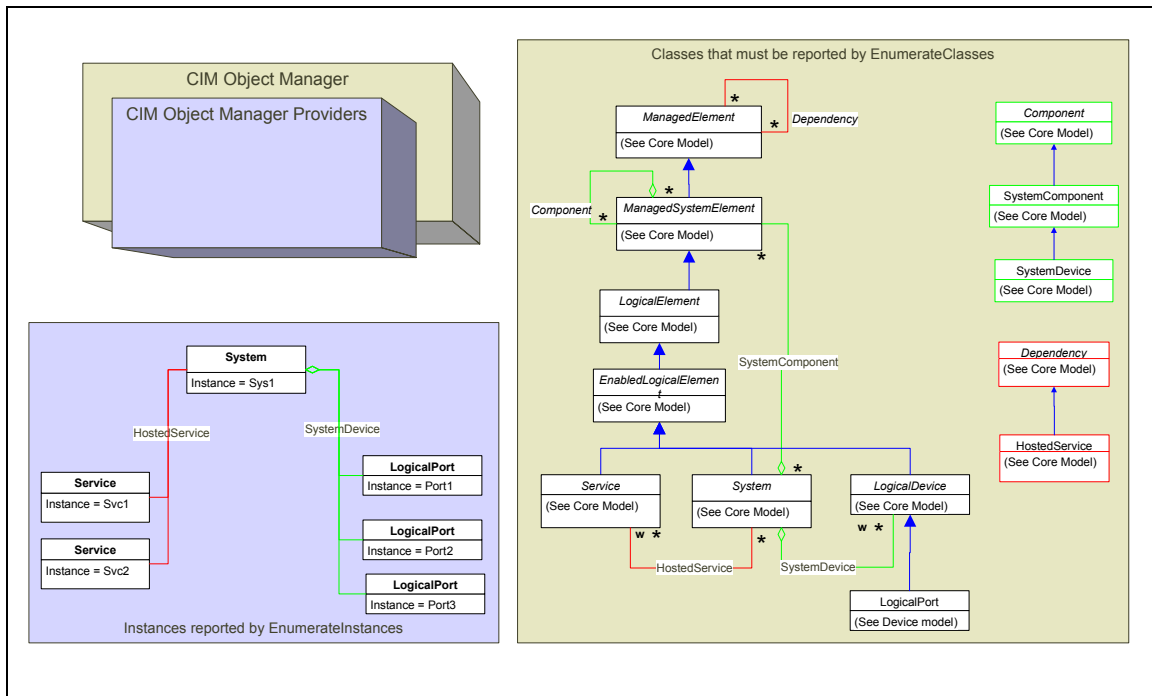 CIM Object Manager
CIM Object Manager Providers
System
Instance = Sys1
HostedService
SystemDevice
Service
Instance = Svc1
Service
Instance = Svc2
LogicalPort
Instance = Port1
LogicalPort
Instance = Port2
LogicalPort
Instance = Port3
Instances reported by EnumerateInstances
Classes that must be reported by EnumerateClasses
ManagedElement
(See Core Model)
*
*
Dependency
Component
*
*
ManagedSystemElement
(See Core Model)
*
LogicalElement
(See Core Model)
SystemComponent
EnabledLogicalElemen
t
(See Core Model)
*
Service
(See Core Model)
System
(See Core Model)
LogicalDevice
(See Core Model)
w *
*
w *
HostedService
SystemDevice
LogicalPort
(See Device model)
Component
(See Core Model)
SystemComponent
(See Core Model)
SystemDevice
(See Core Model)
Dependency
(See Core Model)
HostedService
(See Core Model)